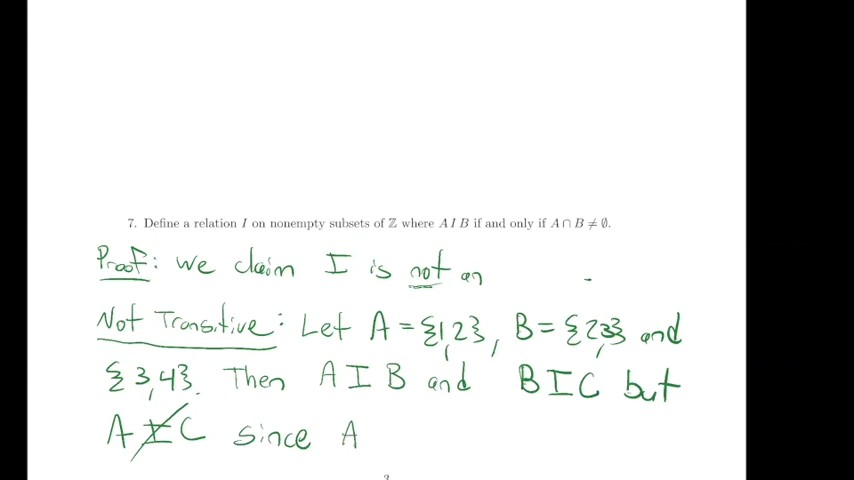 7. Define a relation I on nonempty subsets of ℤ where A I B if and only if A ∩ B ≠ ∅.
Proof: we claim I is not an
Not Transitive: Let A = {1,2}, B = {2,3} and
{3,4}. Then A I B and B I C but
A I̸ C since A
3